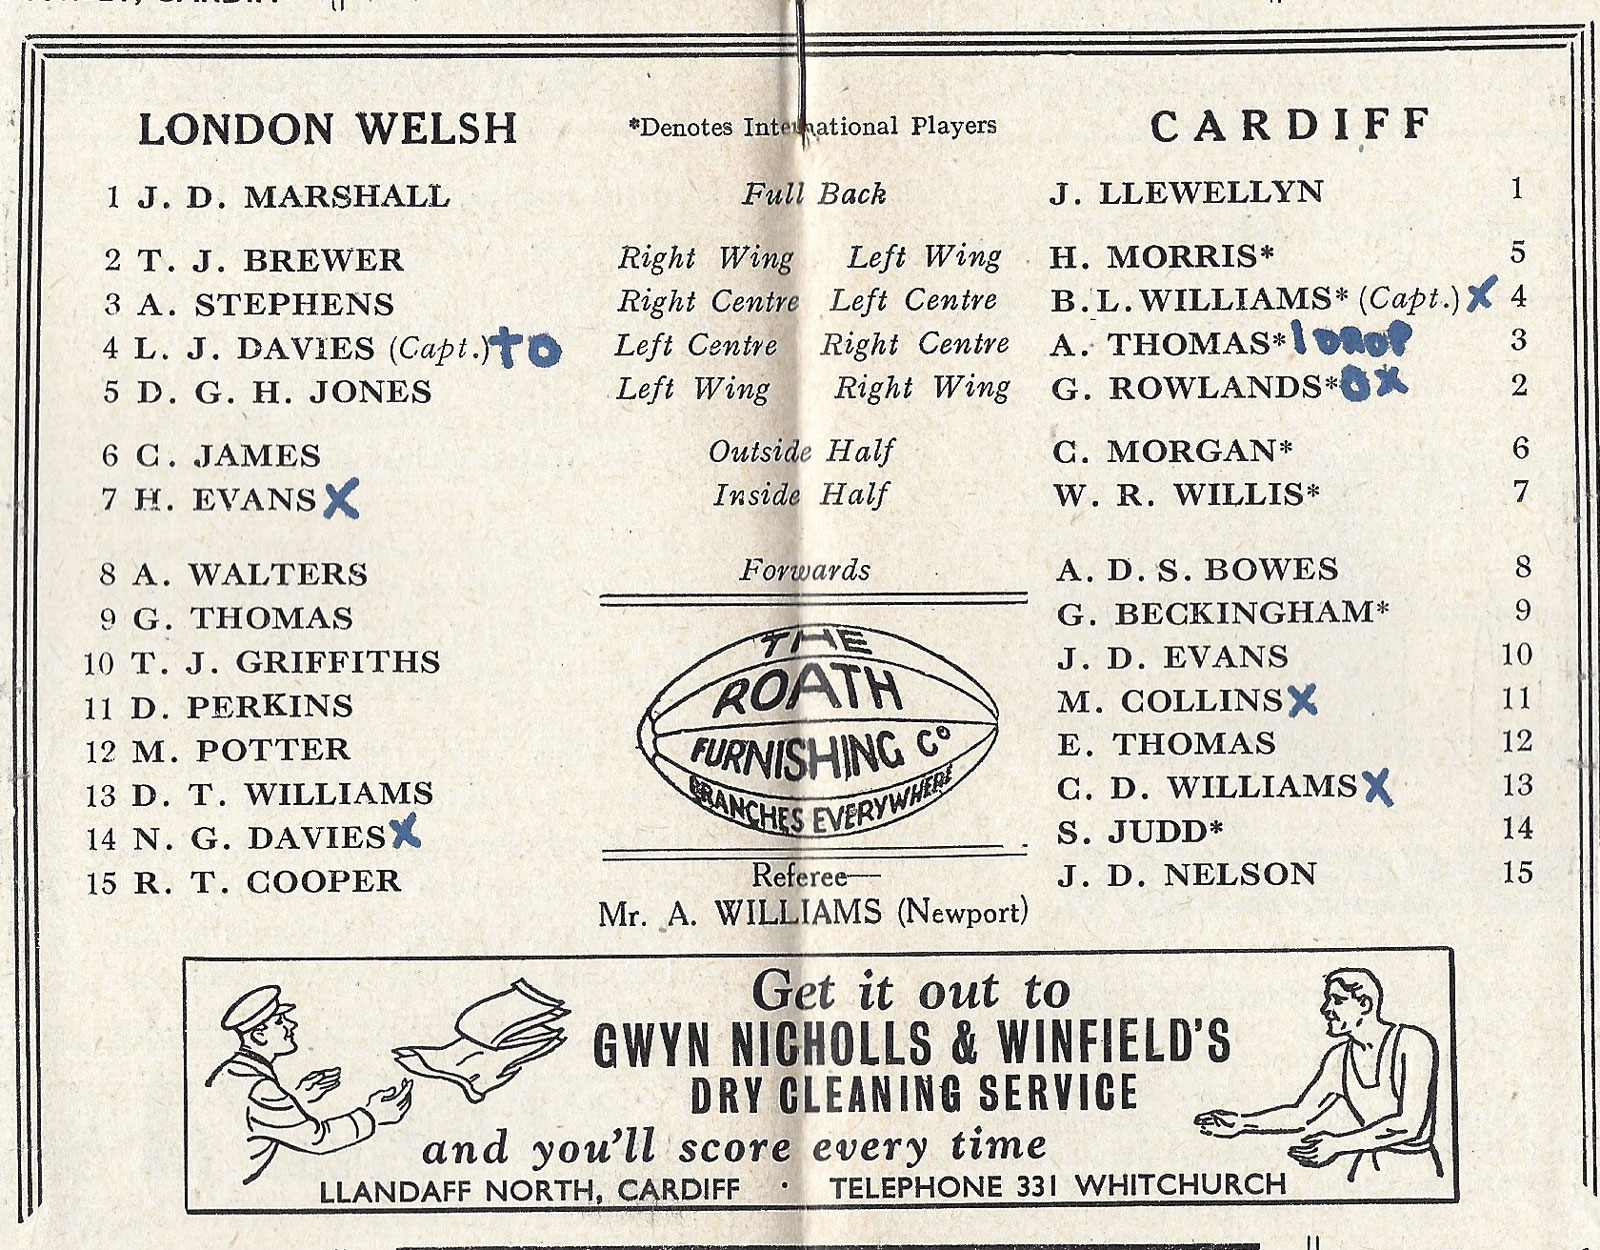 LONDON WELSH *Denotes International Players CARDIFF
1 J. D. MARSHALL Full Back J. LLEWELLYN 1
2 T. J. BREWER Right Wing Left Wing H. MORRIS* 5
3 A. STEPHENS Right Centre Left Centre B. L. WILLIAMS* (Capt.) X 4
4 L. J. DAVIES (Capt.) TO Left Centre Right Centre A. THOMAS* 1 DROP 3
5 D. G. H. JONES Left Wing Right Wing G. ROWLANDS* O X 2
6 C. JAMES Outside Half C. MORGAN* 6
7 H. EVANS X Inside Half W. R. WILLIS* 7
8 A. WALTERS Forwards A. D. S. BOWES 8
9 G. THOMAS G. BECKINGHAM* 9
10 T. J. GRIFFITHS J. D. EVANS 10
11 D. PERKINS M. COLLINS X 11
12 M. POTTER E. THOMAS 12
13 D. T. WILLIAMS C. D. WILLIAMS X 13
14 N. G. DAVIES X S. JUDD* 14
15 R. T. COOPER J. D. NELSON 15
THE
ROATH
FURNISHING Co
BRANCHES EVERYWHERE
Referee—
Mr. A. WILLIAMS (Newport)
Get it out to
GWYN NICHOLLS & WINFIELD'S
DRY CLEANING SERVICE
and you'll score every time
LLANDAFF NORTH, CARDIFF · TELEPHONE 331 WHITCHURCH